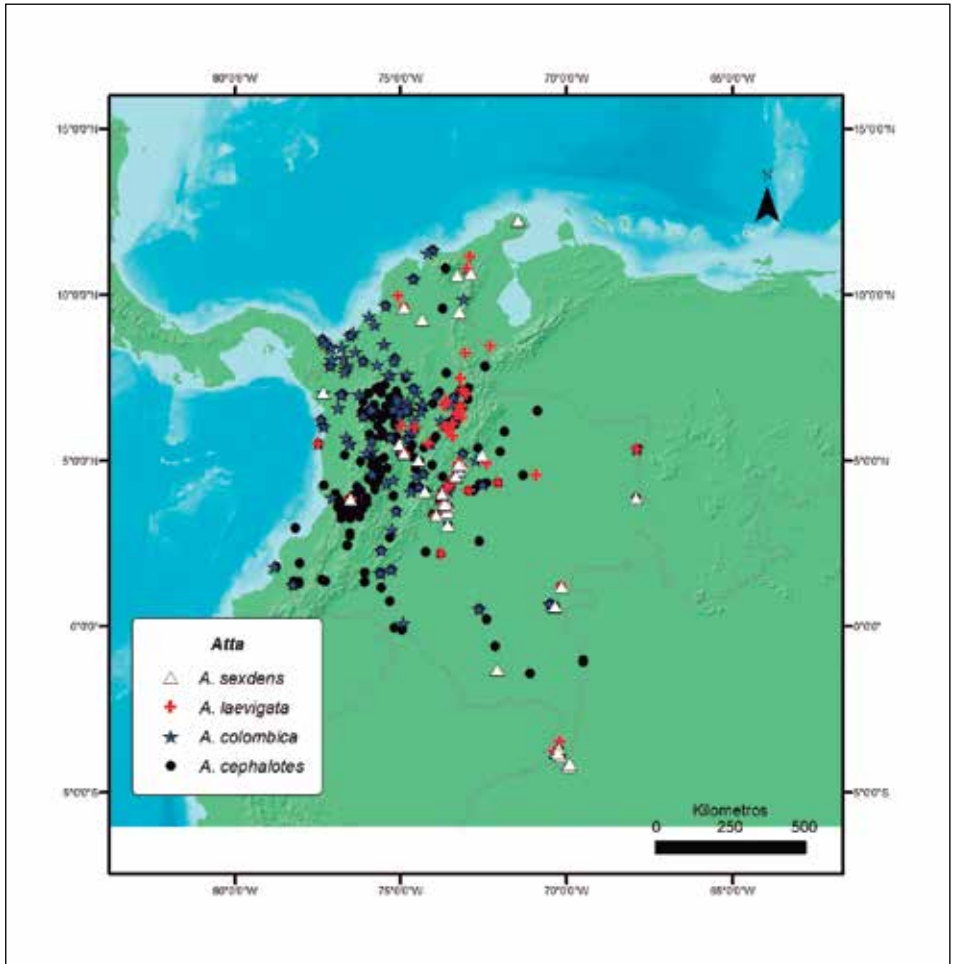 80°0'0"W 75°0'0"W 70°0'0"W 65°0'0"W
15°0'0"N 15°0'0"N
N
10°0'0"N 10°0'0"N
5°0'0"N 5°0'0"N
0°0'0" 0°0'0"
Atta
A. sexdens
A. laevigata
A. colombica
A. cephalotes
5°0'0"S 5°0'0"S
Kilometros
0 250 500
80°0'0"W 75°0'0"W 70°0'0"W 65°0'0"W